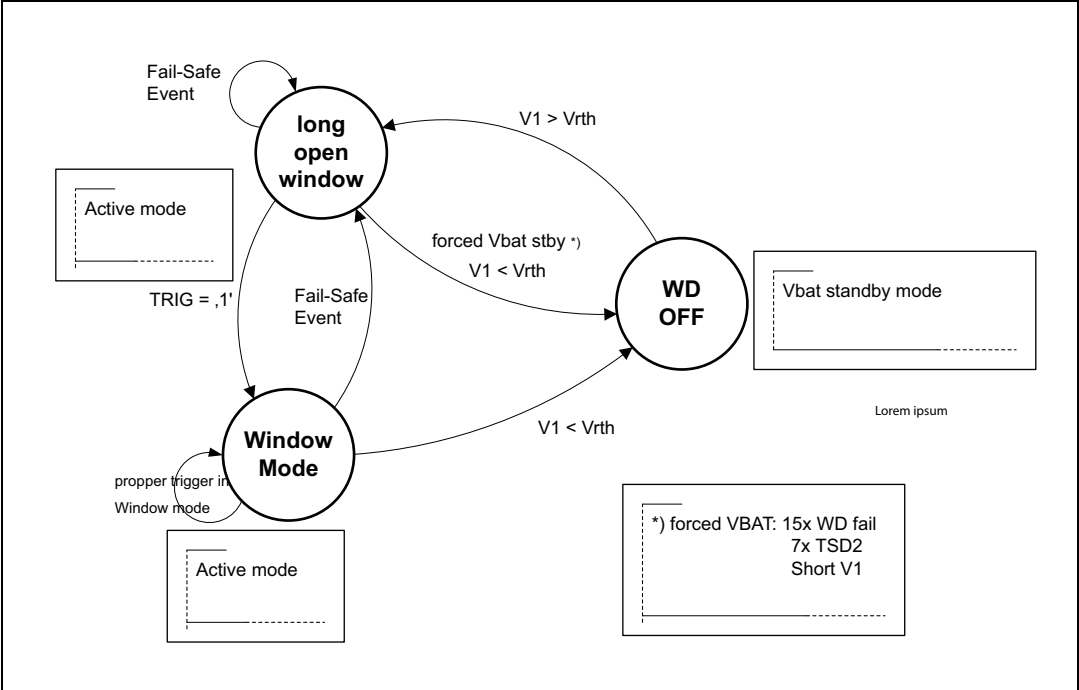 Fail-Safe
Event
long
open
window
V1 > Vrth
Active mode
forced Vbat stby *)
V1 < Vrth
TRIG = ‚1'
Fail-Safe
Event
WD
OFF
Vbat standby mode
Lorem ipsum
V1 < Vrth
Window
Mode
propper trigger in
Window mode
Active mode
*) forced VBAT: 15x WD fail
7x TSD2
Short V1